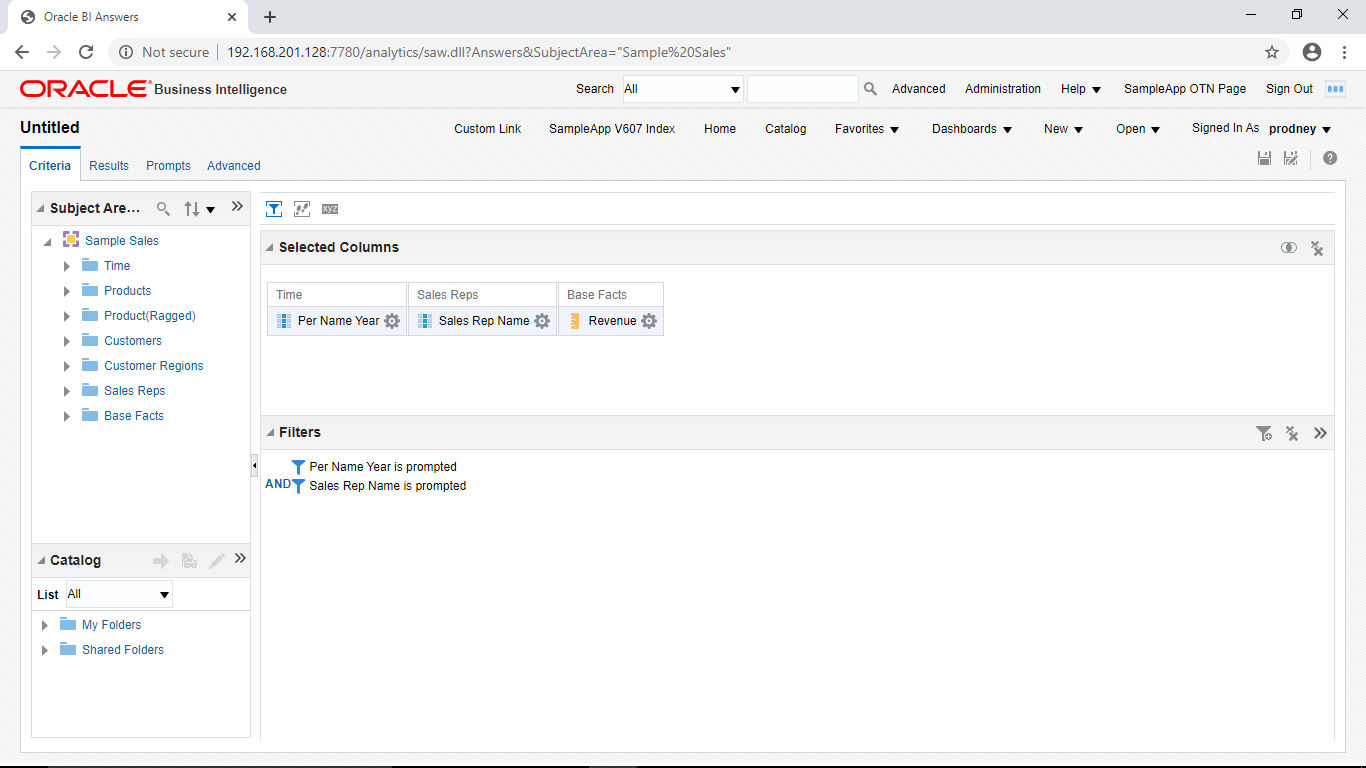 Oracle BI Answers
Not secure 192.168.201.128:7780/analytics/saw.dll?Answers&SubjectArea="Sample%20Sales"
ORACLE Business Intelligence Search All Advanced Administration Help SampleApp OTN Page Sign Out
Untitled Custom Link SampleApp V607 Index Home Catalog Favorites Dashboards New Open Signed In As prodney
Criteria Results Prompts Advanced
Subject Are...
Sample Sales
Time
Products
Product(Ragged)
Customers
Customer Regions
Sales Reps
Base Facts
Catalog
List All
My Folders
Shared Folders
xyz
Selected Columns
Time Sales Reps Base Facts
Per Name Year Sales Rep Name Revenue
Filters
Per Name Year is prompted
AND Sales Rep Name is prompted